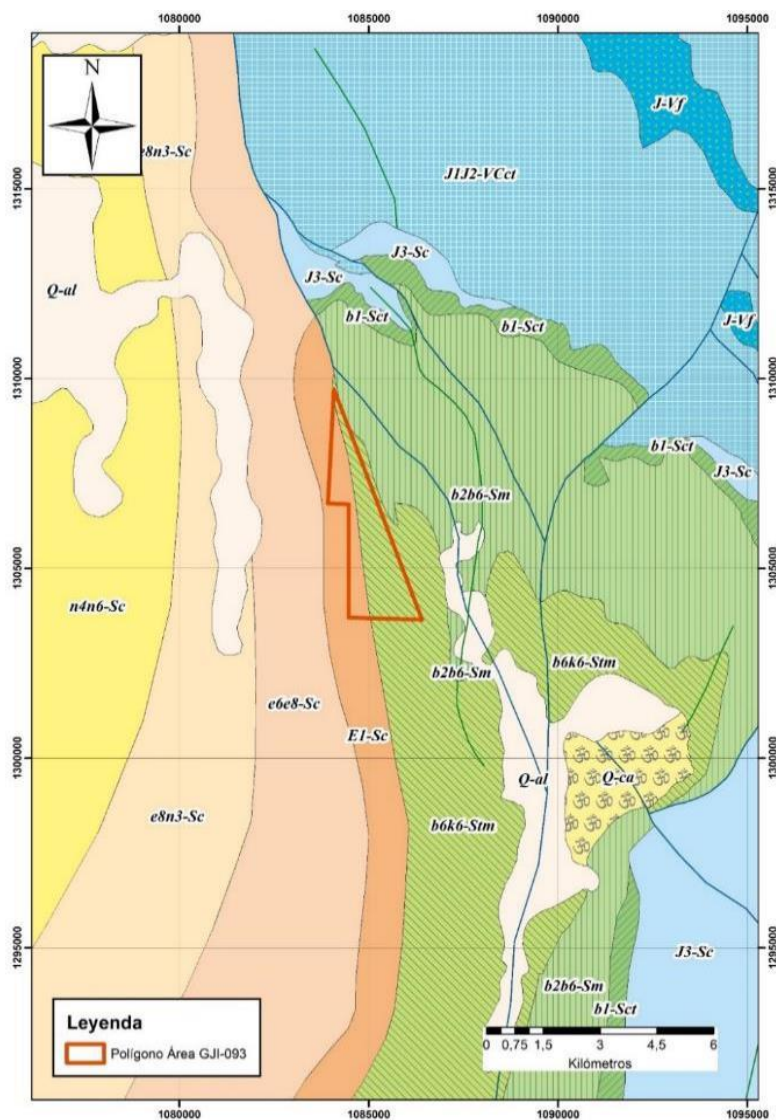 1080000 1085000 1090000 1095000
N
e8n3-Sc
J-Vf
J1J2-VCct
1315000 1315000
J3-Sc
J3-Sc
Q-al
b1-Sct
b1-Sct
J-Vf
1310000 1310000
b1-Sct
J3-Sc
b2b6-Sm
1305000 1305000
n4n6-Sc
b2b6-Sm
b6k6-Stm
e6e8-Sc
E1-Sc
1300000 1300000
Q-al
Q-ca
e8n3-Sc
b6k6-Stm
1295000 1295000
J3-Sc
b2b6-Sm
b1-Sct
Leyenda
Polígono Área GJI-093
0 0,75 1,5 3 4,5 6
Kilómetros
1080000 1085000 1090000 1095000